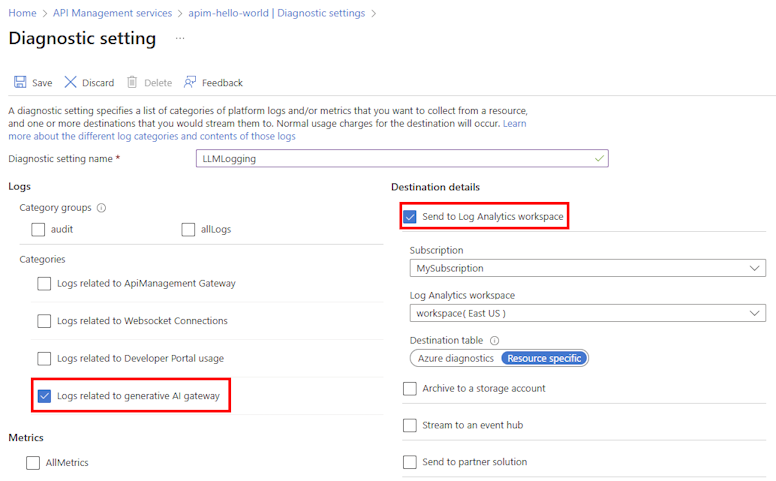 Home > API Management services > apim-hello-world | Diagnostic settings >
Diagnostic setting ...
Save Discard Delete Feedback
A diagnostic setting specifies a list of categories of platform logs and/or metrics that you want to collect from a resource,
and one or more destinations that you would stream them to. Normal usage charges for the destination will occur. Learn
more about the different log categories and contents of those logs
Diagnostic setting name *
LLMLogging
Logs
Category groups
audit
allLogs
Categories
Logs related to ApiManagement Gateway
Logs related to Websocket Connections
Logs related to Developer Portal usage
Logs related to generative AI gateway
Metrics
AllMetrics
Destination details
Send to Log Analytics workspace
Subscription
MySubscription
Log Analytics workspace
workspace( East US )
Destination table
Azure diagnostics Resource specific
Archive to a storage account
Stream to an event hub
Send to partner solution